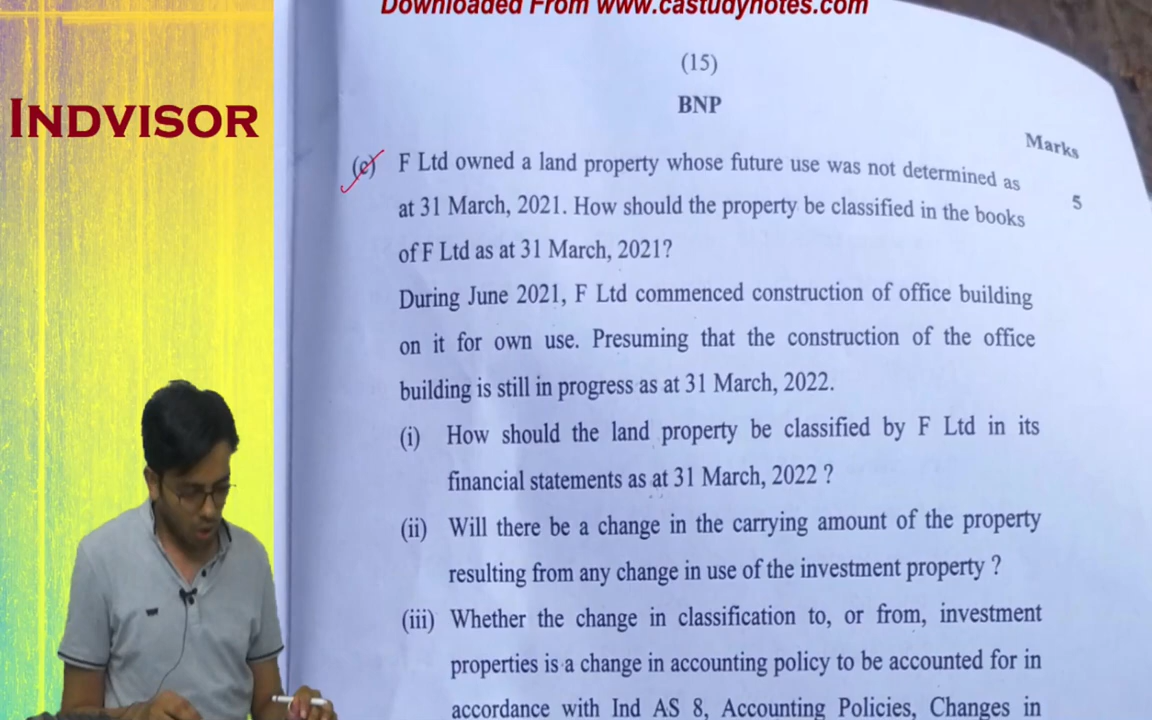 Downloaded From www.castudynotes.com
INDVISOR
(15)
BNP
Marks
(c) F Ltd owned a land property whose future use was not determined as
5
at 31 March, 2021. How should the property be classified in the books
of F Ltd as at 31 March, 2021?
During June 2021, F Ltd commenced construction of office building
on it for own use. Presuming that the construction of the office
building is still in progress as at 31 March, 2022.
(i) How should the land property be classified by F Ltd in its
financial statements as at 31 March, 2022 ?
(ii) Will there be a change in the carrying amount of the property
resulting from any change in use of the investment property ?
(iii) Whether the change in classification to, or from, investment
properties is a change in accounting policy to be accounted for in
accordance with Ind AS 8, Accounting Policies, Changes in